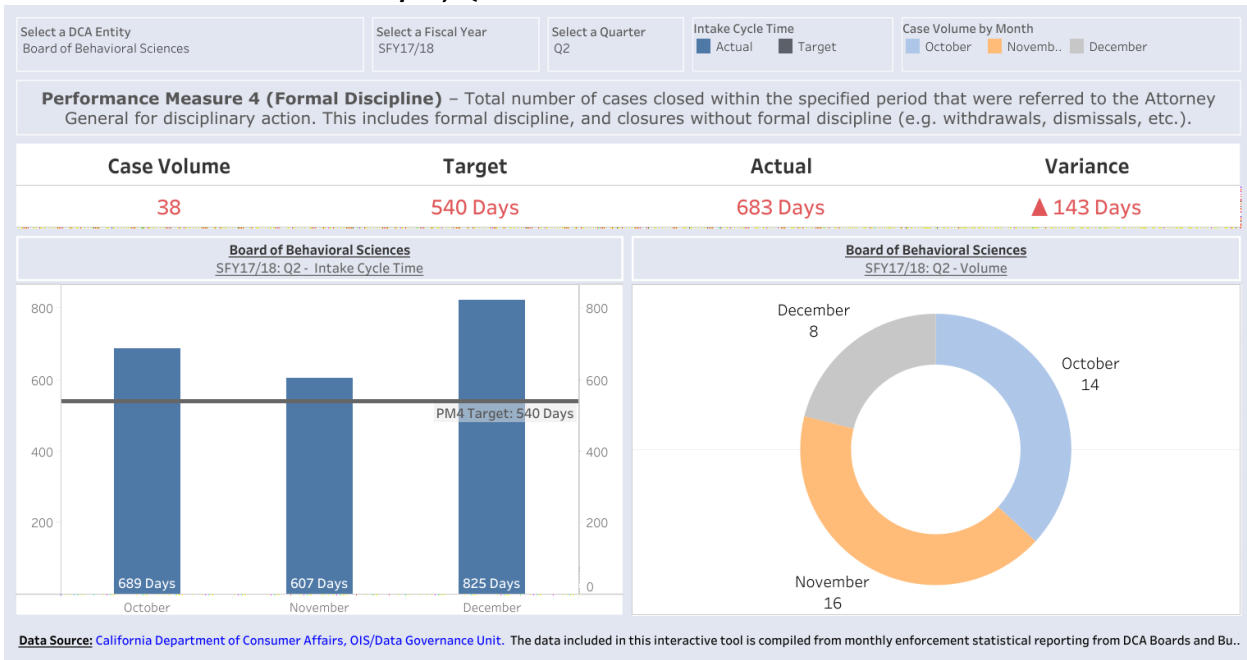 Select a DCA Entity
Board of Behavioral Sciences
Select a Fiscal Year
SFY17/18
Select a Quarter
Q2
Intake Cycle Time
Actual Target
Case Volume by Month
October Novemb.. December
Performance Measure 4 (Formal Discipline) – Total number of cases closed within the specified period that were referred to the Attorney
General for disciplinary action. This includes formal discipline, and closures without formal discipline (e.g. withdrawals, dismissals, etc.).
Case Volume Target Actual Variance
38 540 Days 683 Days ▲ 143 Days
Board of Behavioral Sciences
SFY17/18: Q2 - Intake Cycle Time
800 800
600 600
PM4 Target: 540 Days
400 400
200 200
689 Days 607 Days 825 Days 0
October November December
Board of Behavioral Sciences
SFY17/18: Q2 - Volume
December
8
October
14
November
16
Data Source: California Department of Consumer Affairs, OIS/Data Governance Unit. The data included in this interactive tool is compiled from monthly enforcement statistical reporting from DCA Boards and Bu..